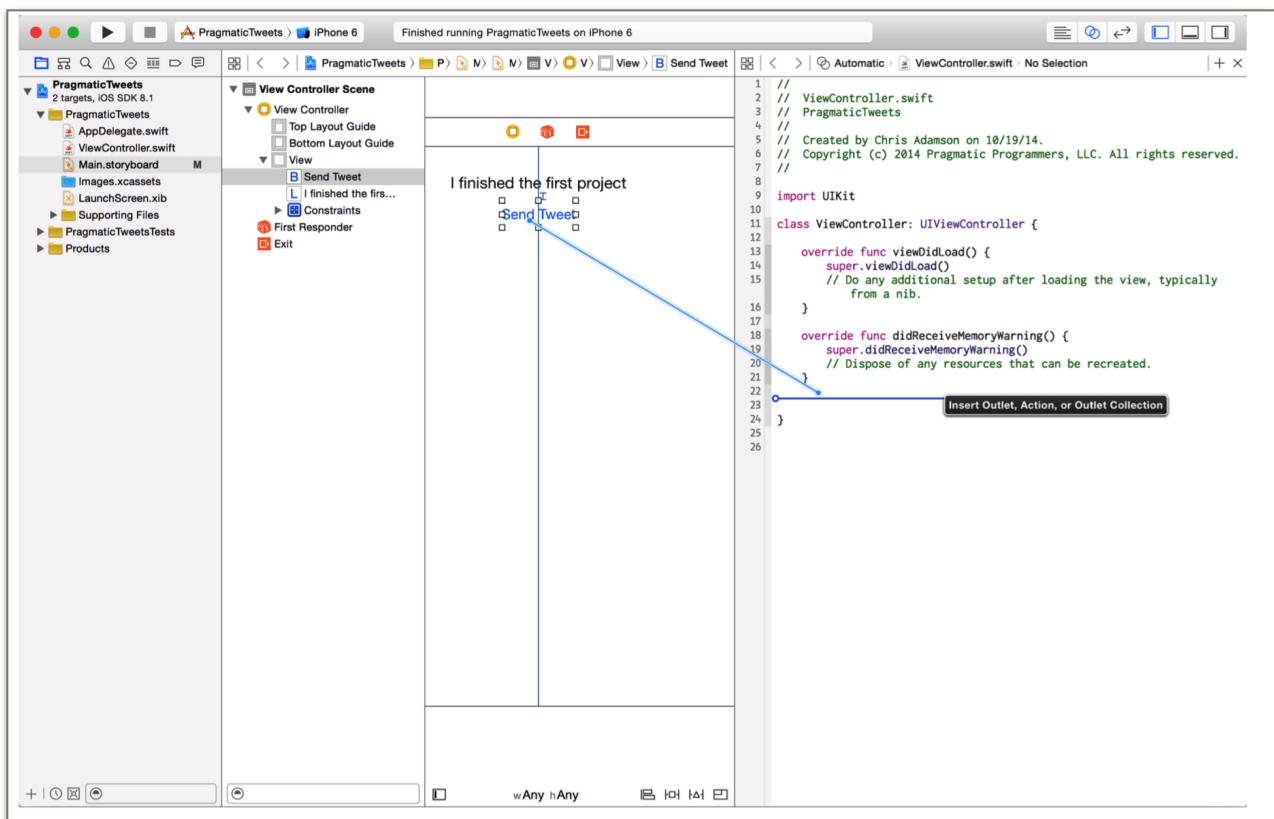 PragmaticTweets › iPhone 6
Finished running PragmaticTweets on iPhone 6
PragmaticTweets
2 targets, iOS SDK 8.1
PragmaticTweets
AppDelegate.swift
ViewController.swift
Main.storyboard M
Images.xcassets
LaunchScreen.xib
Supporting Files
PragmaticTweetsTests
Products
PragmaticTweets › P › M › M › V › V › View › B Send Tweet
View Controller Scene
View Controller
Top Layout Guide
Bottom Layout Guide
View
B Send Tweet
L I finished the firs...
Constraints
First Responder
Exit
I finished the first project
Send Tweet
wAny hAny
Automatic › ViewController.swift › No Selection
1 //
2 // ViewController.swift
3 // PragmaticTweets
4 //
5 // Created by Chris Adamson on 10/19/14.
6 // Copyright (c) 2014 Pragmatic Programmers, LLC. All rights reserved.
7 //
8
9 import UIKit
10
11 class ViewController: UIViewController {
12
13 override func viewDidLoad() {
14 super.viewDidLoad()
15 // Do any additional setup after loading the view, typically
from a nib.
16 }
17
18 override func didReceiveMemoryWarning() {
19 super.didReceiveMemoryWarning()
20 // Dispose of any resources that can be recreated.
21 }
22
23
Insert Outlet, Action, or Outlet Collection
24 }
25
26